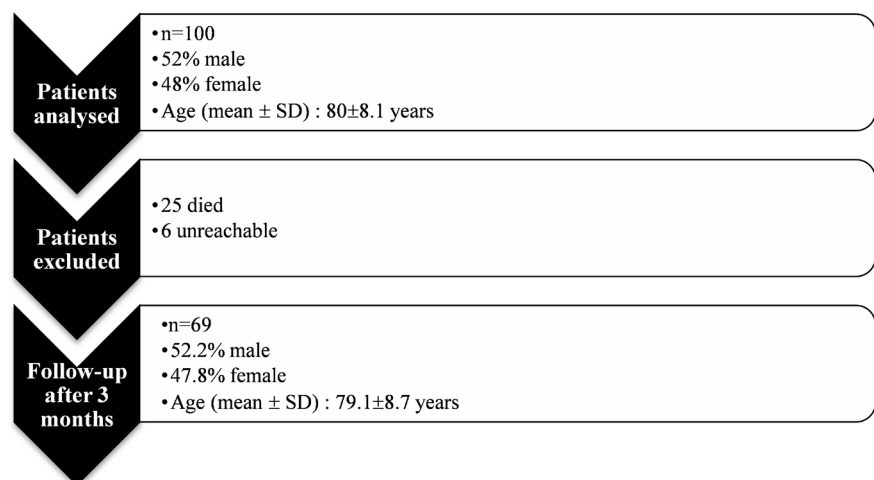 Patients
analysed
•n=100
•52% male
•48% female
•Age (mean ± SD) : 80±8.1 years
Patients
excluded
•25 died
•6 unreachable
Follow-up
after 3
months
•n=69
•52.2% male
•47.8% female
•Age (mean ± SD) : 79.1±8.7 years